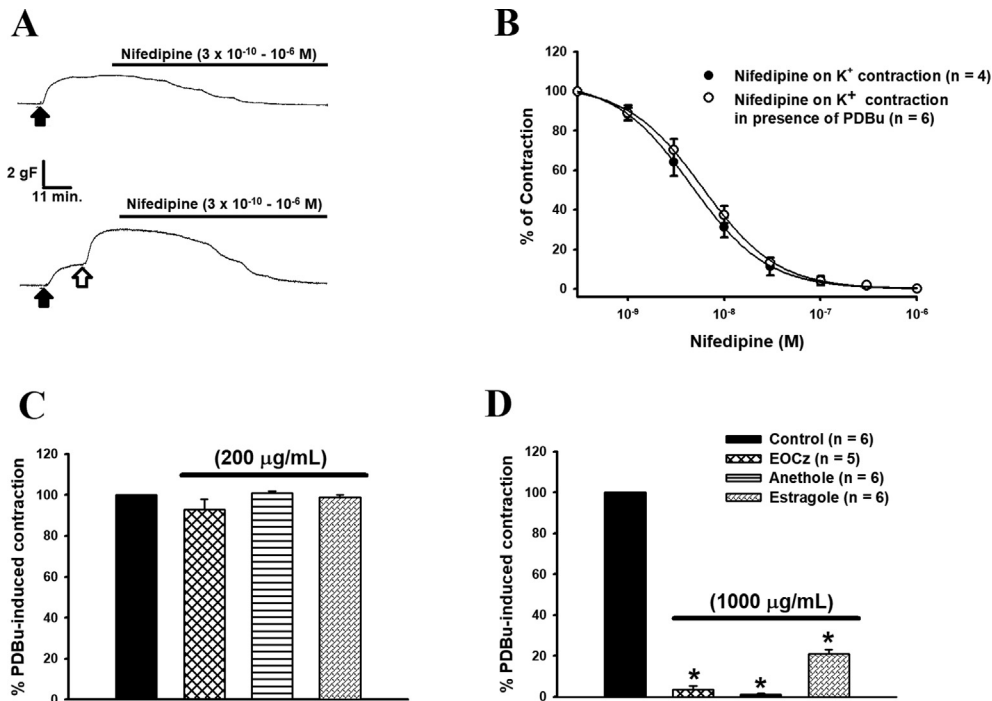 A
Nifedipine (3 x 10⁻¹⁰ - 10⁻⁶ M)
2 gF
11 min.
Nifedipine (3 x 10⁻¹⁰ - 10⁻⁶ M)
B
120
100
80
60
40
20
0
% of Contraction
Nifedipine on K⁺ contraction (n = 4)
Nifedipine on K⁺ contraction
in presence of PDBu (n = 6)
10⁻⁹
10⁻⁸
10⁻⁷
10⁻⁶
Nifedipine (M)
C
120
100
80
60
40
20
0
% PDBu-induced contraction
(200 µg/mL)
D
120
100
80
60
40
20
0
% PDBu-induced contraction
Control (n = 6)
EOCz (n = 5)
Anethole (n = 6)
Estragole (n = 6)
(1000 µg/mL)
*
*
*